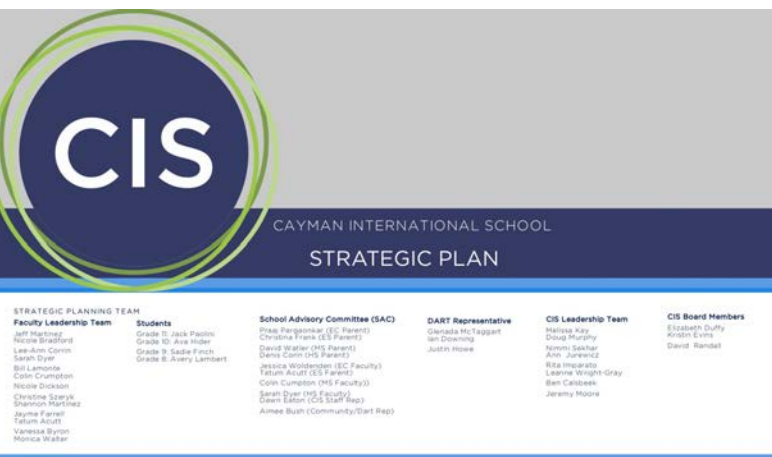 CIS
CAYMAN INTERNATIONAL SCHOOL
STRATEGIC PLAN
STRATEGIC PLANNING TEAM
Faculty Leadership Team
Jeff Martinez
Nicole Bradford
Lee-Ann Corrin
Sarah Dyer
Bill Lamonte
Colin Crumpton
Nicole Dickson
Christine Szaryk
Shannon Martinez
Jayme Farrell
Tatum Acutt
Vanessa Byron
Monica Walter
Students
Grade 11: Jack Paolini
Grade 10: Ava Hider
Grade 9: Sadie Finch
Grade 8: Avery Lambert
School Advisory Committee (SAC)
Praaj Pargaonkar (EC Parent)
Christina Frank (ES Parent)
David Watler (MS Parent)
Denis Corin (HS Parent)
Jessica Woldenden (EC Faculty)
Tatum Acutt (ES Parent)
Colin Cumpton (MS Faculty))
Sarah Dyer (HS Faculty)
Dawn Eaton (CIS Staff Rep)
Aimee Bush (Community/Dart Rep)
DART Representative
Glenada McTaggart
Ian Downing
Justin Howe
CIS Leadership Team
Melissa Kay
Doug Murphy
Nimmi Sekhar
Ann Jurewicz
Rita Imparato
Leanne Wright-Gray
Ben Calsbeek
Jeremy Moore
CIS Board Members
Elizabeth Duffy
Kristin Evins
David Randall